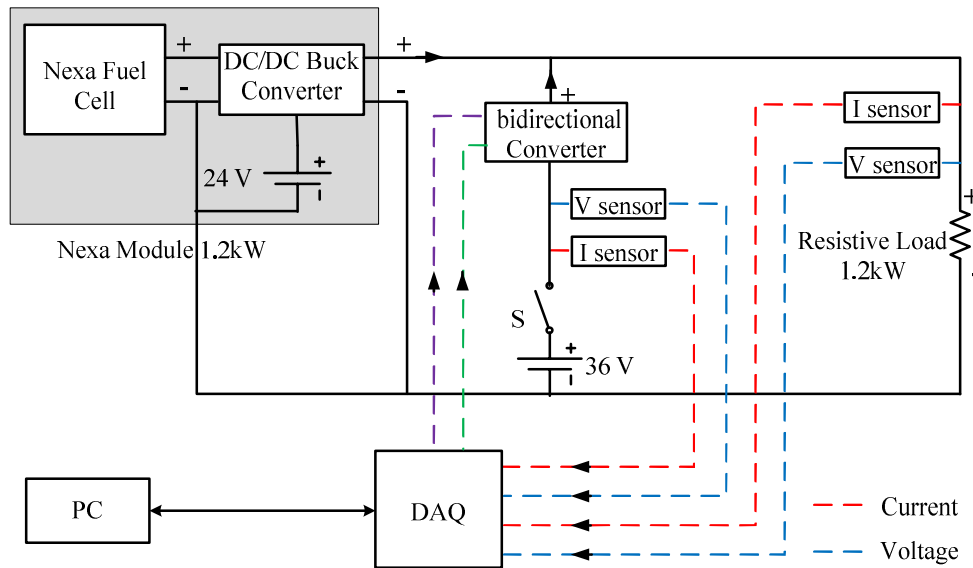 Nexa Fuel
Cell
+
-
DC/DC Buck
Converter
+
-
24 V
+
-
Nexa Module 1.2kW
+
bidirectional
Converter
V sensor
I sensor
S
+
-
36 V
I sensor
V sensor
+
Resistive Load
1.2kW
-
PC
DAQ
Current
Voltage